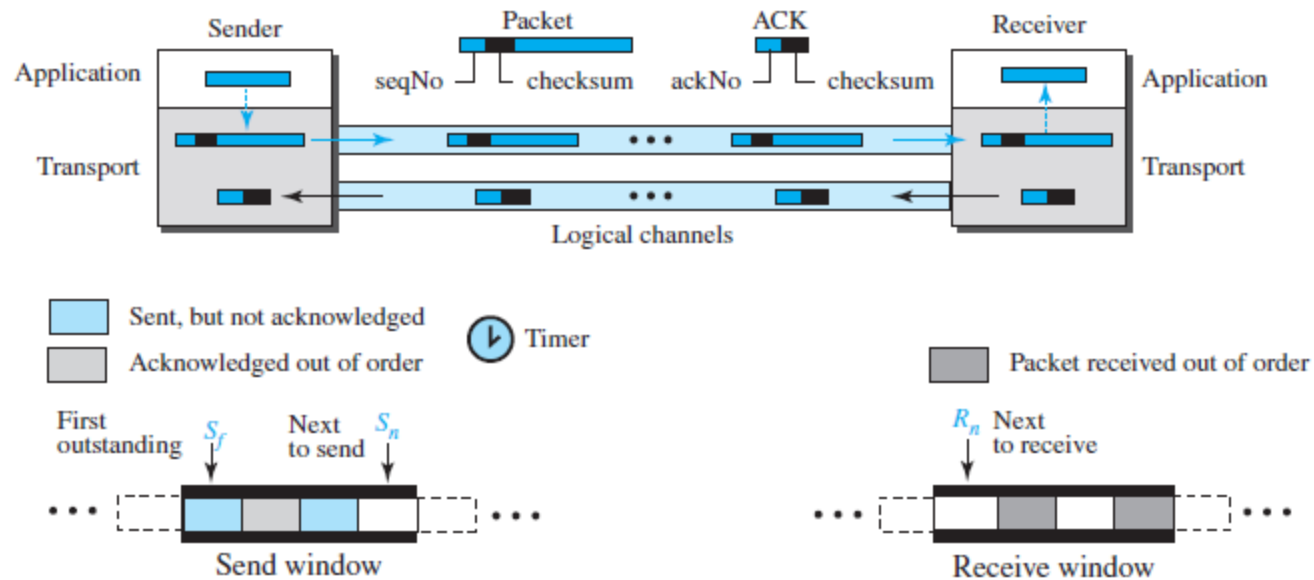 Sender
Packet
ACK
Receiver
Application
seqNo
checksum
ackNo
checksum
Application
Transport
Transport
Logical channels
Sent, but not acknowledged
Timer
Acknowledged out of order
Packet received out of order
First
outstanding
Sf
Next
to send
Sn
Rn
Next
to receive
Send window
Receive window